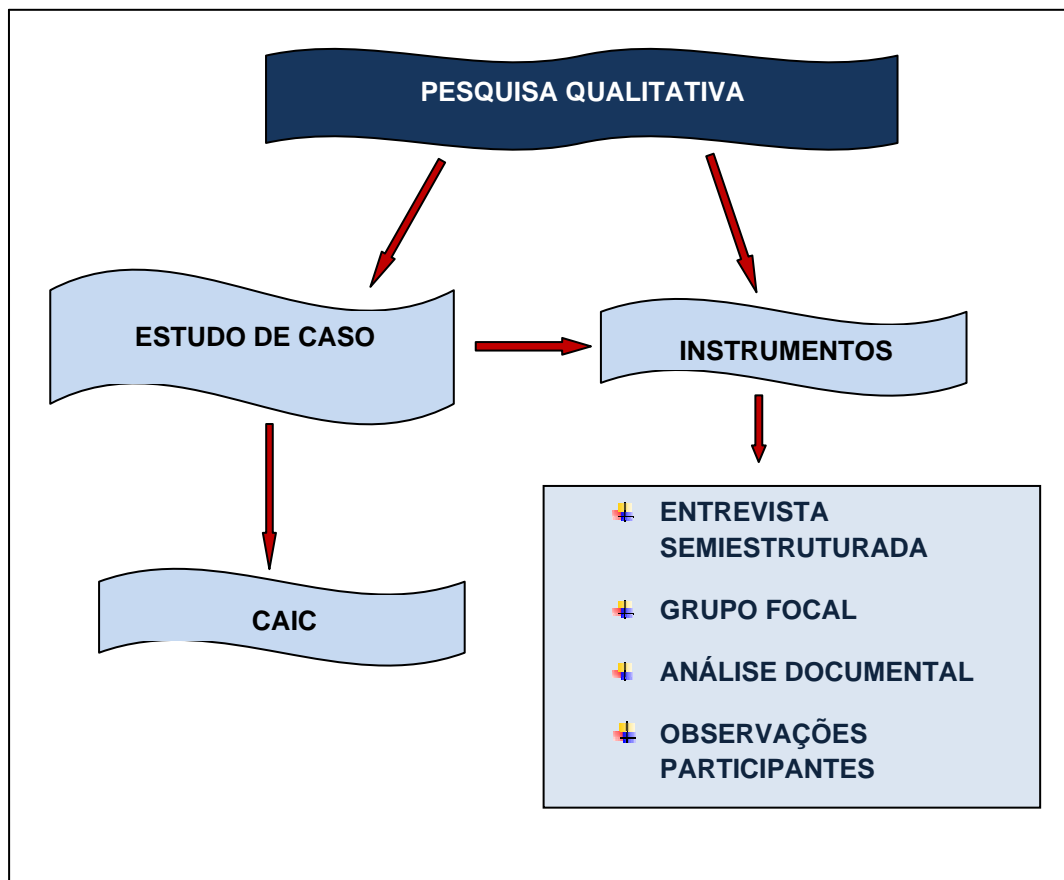 PESQUISA QUALITATIVA
ESTUDO DE CASO
INSTRUMENTOS
CAIC
ENTREVISTA
SEMIESTRUTURADA
GRUPO FOCAL
ANÁLISE DOCUMENTAL
OBSERVAÇÕES
PARTICIPANTES